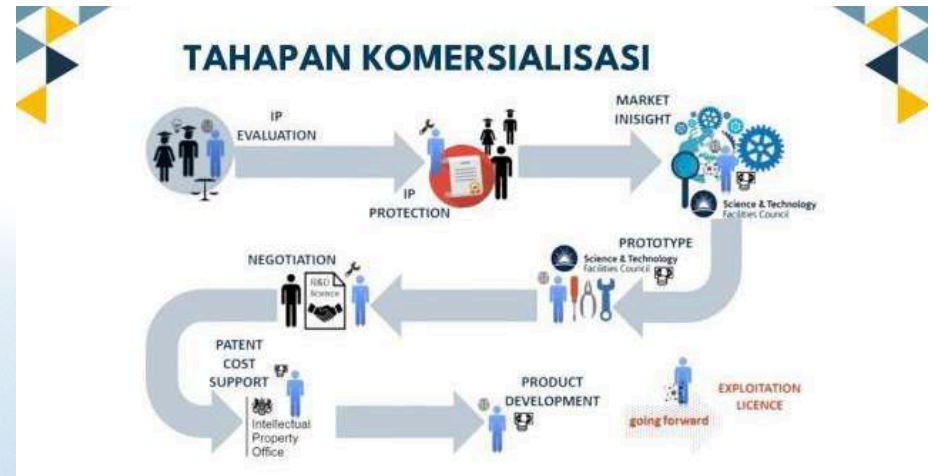 TAHAPAN KOMERSIALISASI
IP
EVALUATION
IP
PROTECTION
MARKET
INISIGHT
Science & Technology
Facilities Council
PROTOTYPE
Science & Technology
Facilities Council
NEGOTIATION
R&D
licence
PATENT
COST
SUPPORT
Intellectual
Property
Office
PRODUCT
DEVELOPMENT
going forward
EXPLOITATION
LICENCE